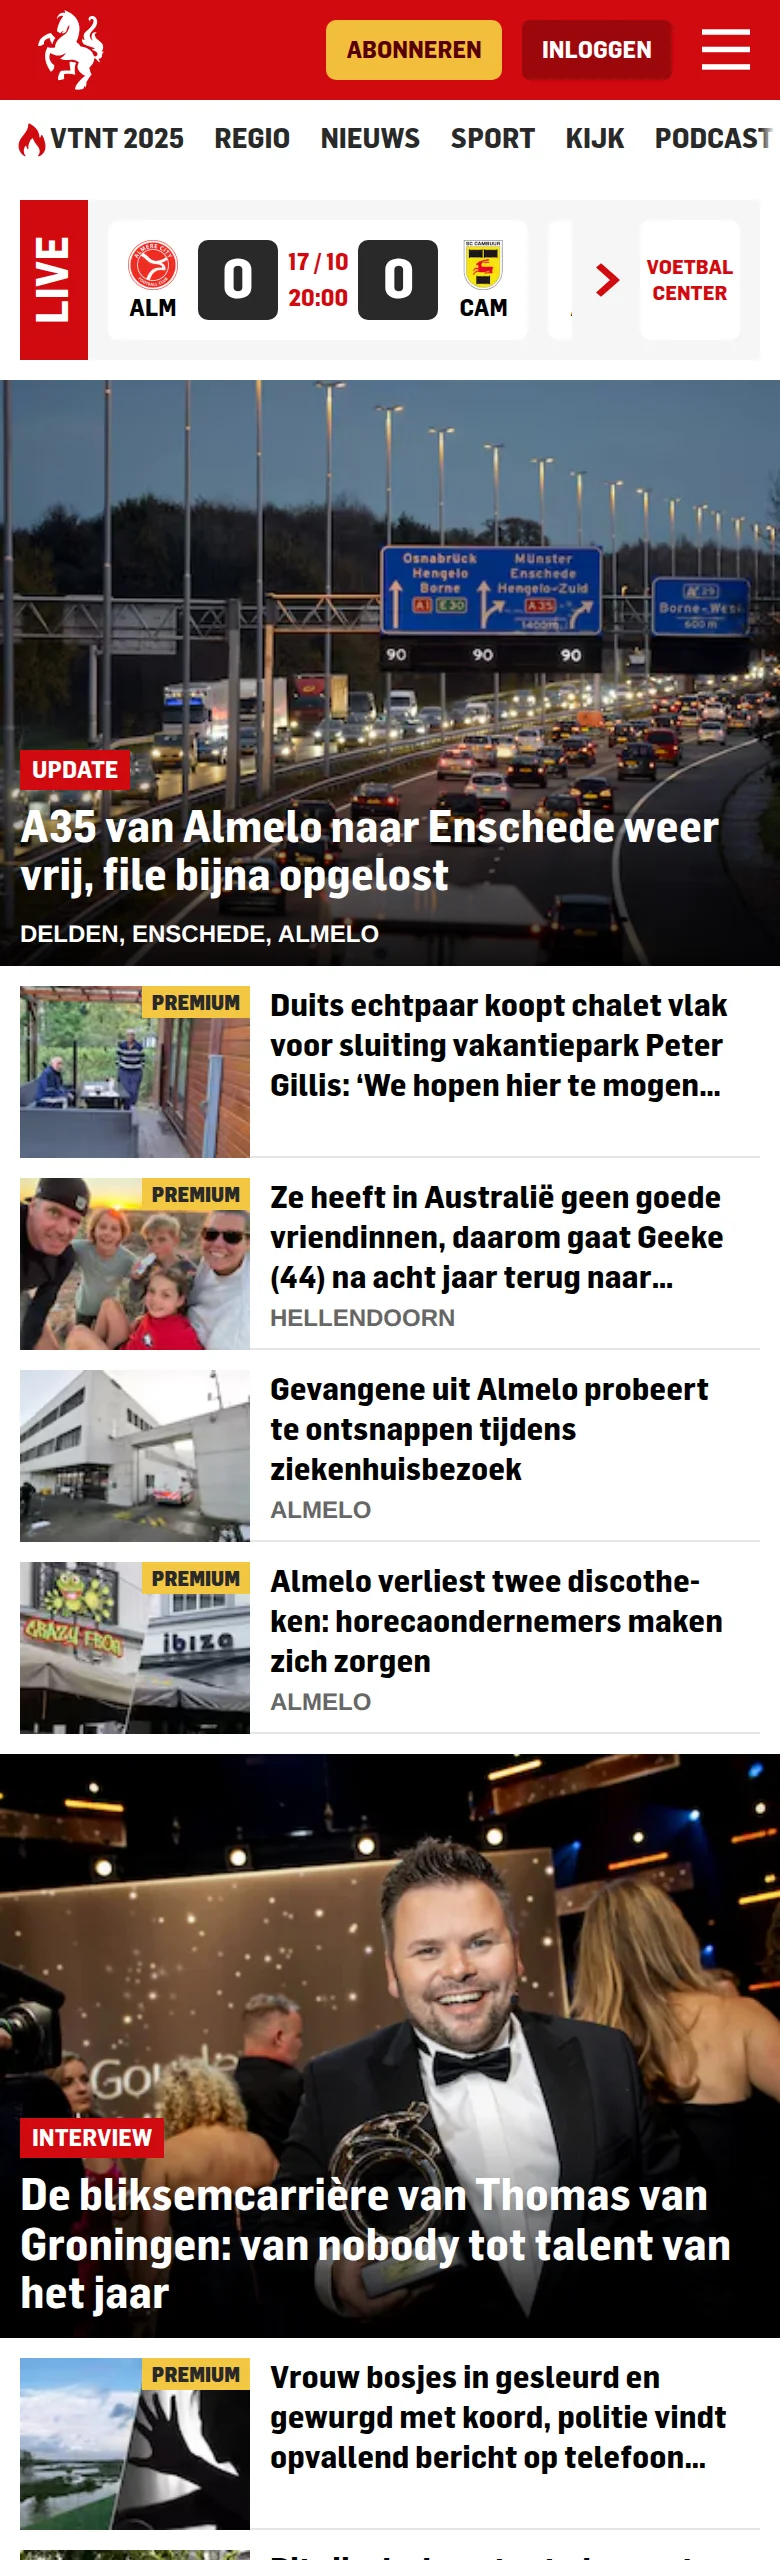 ABONNEREN
INLOGGEN
VTNT 2025 REGIO NIEUWS SPORT KIJK PODCAST
LIVE
ALM
0
17 / 10
20:00
0
SC CAMBUUR
CAM
VOETBAL
CENTER
Osnabrück
Hengelo
Borne
A1 E30
Münster
Enschede
Hengelo-Zuid
A35
1400m
Borne-West
600 m
90 90 90
UPDATE
A35 van Almelo naar Enschede weer
vrij, file bijna opgelost
DELDEN, ENSCHEDE, ALMELO
PREMIUM
Duits echtpaar koopt chalet vlak
voor sluiting vakantiepark Peter
Gillis: ‘We hopen hier te mogen...
PREMIUM
Ze heeft in Australië geen goede
vriendinnen, daarom gaat Geeke
(44) na acht jaar terug naar...
HELLENDOORN
Gevangene uit Almelo probeert
te ontsnappen tijdens
ziekenhuisbezoek
ALMELO
PREMIUM
CRAZY FROG
ibiza
Almelo verliest twee discothe-
ken: horecaondernemers maken
zich zorgen
ALMELO
INTERVIEW
De bliksemcarrière van Thomas van
Groningen: van nobody tot talent van
het jaar
PREMIUM
Vrouw bosjes in gesleurd en
gewurgd met koord, politie vindt
opvallend bericht op telefoon...